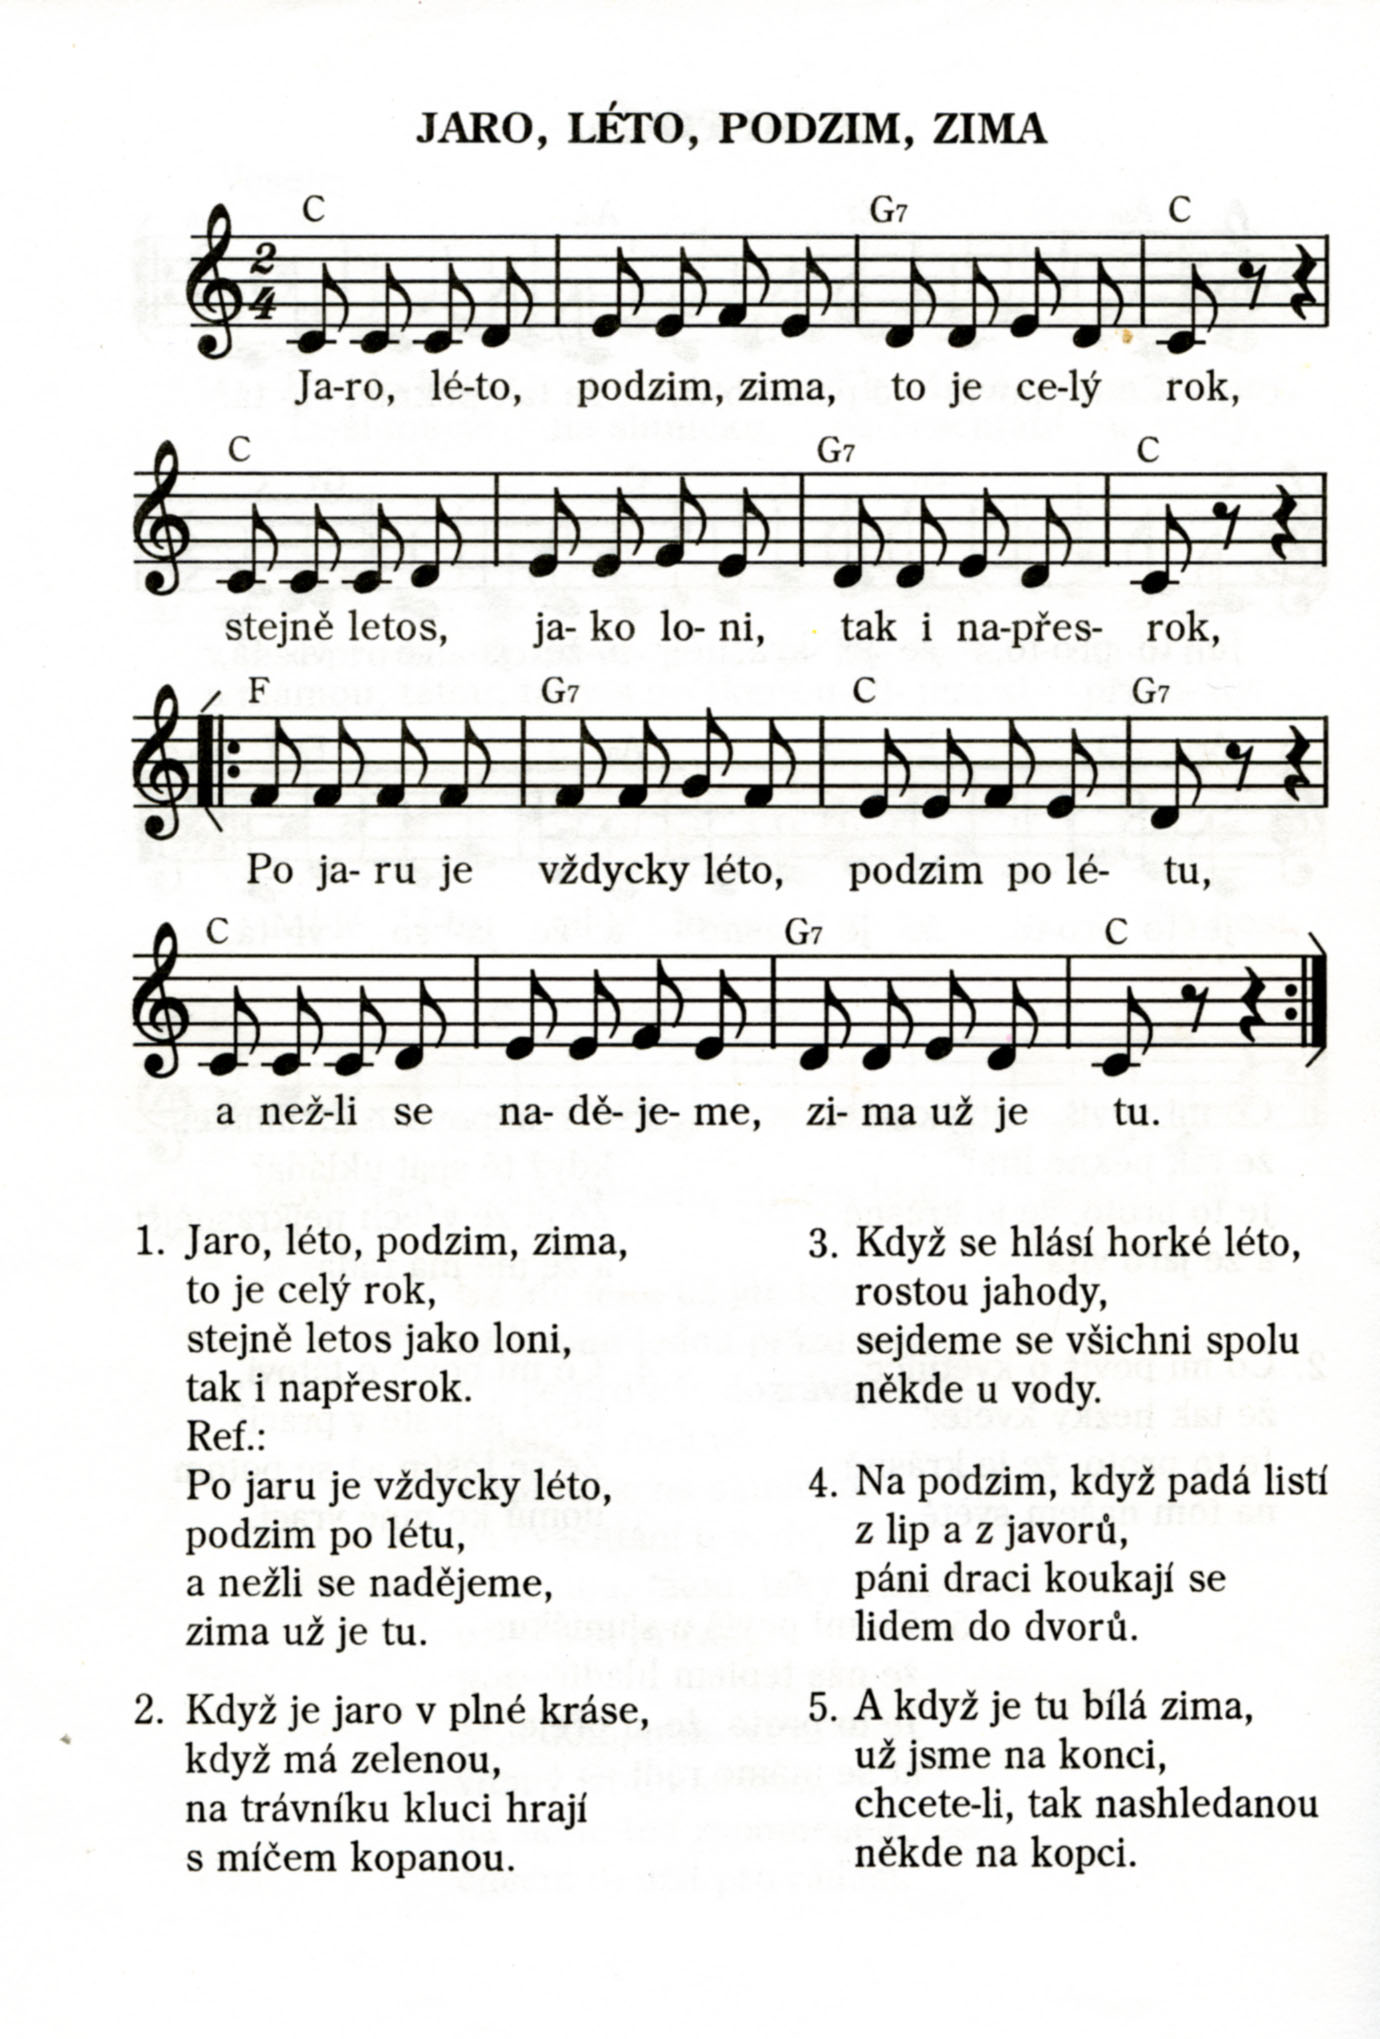 JARO, LÉTO, PODZIM, ZIMA
C G7 C
2
4
Ja-ro, lé-to, podzim, zima, to je ce-lý rok,
C G7 C
stejně letos, ja- ko lo- ni, tak i na-přes- rok,
F G7 C G7
Po ja- ru je vždycky léto, podzim po lé- tu,
C G7 C
a než-li se na- dě- je- me, zi- ma už je tu.
1. Jaro, léto, podzim, zima,
to je celý rok,
stejně letos jako loni,
tak i napřesrok.
Ref.:
Po jaru je vždycky léto,
podzim po létu,
a nežli se nadějeme,
zima už je tu.
2. Když je jaro v plné kráse,
když má zelenou,
na trávníku kluci hrají
s míčem kopanou.
3. Když se hlásí horké léto,
rostou jahody,
sejdeme se všichni spolu
někde u vody.
4. Na podzim, když padá listí
z lip a z javorů,
páni draci koukají se
lidem do dvorů.
5. A když je tu bílá zima,
už jsme na konci,
chcete-li, tak nashledanou
někde na kopci.